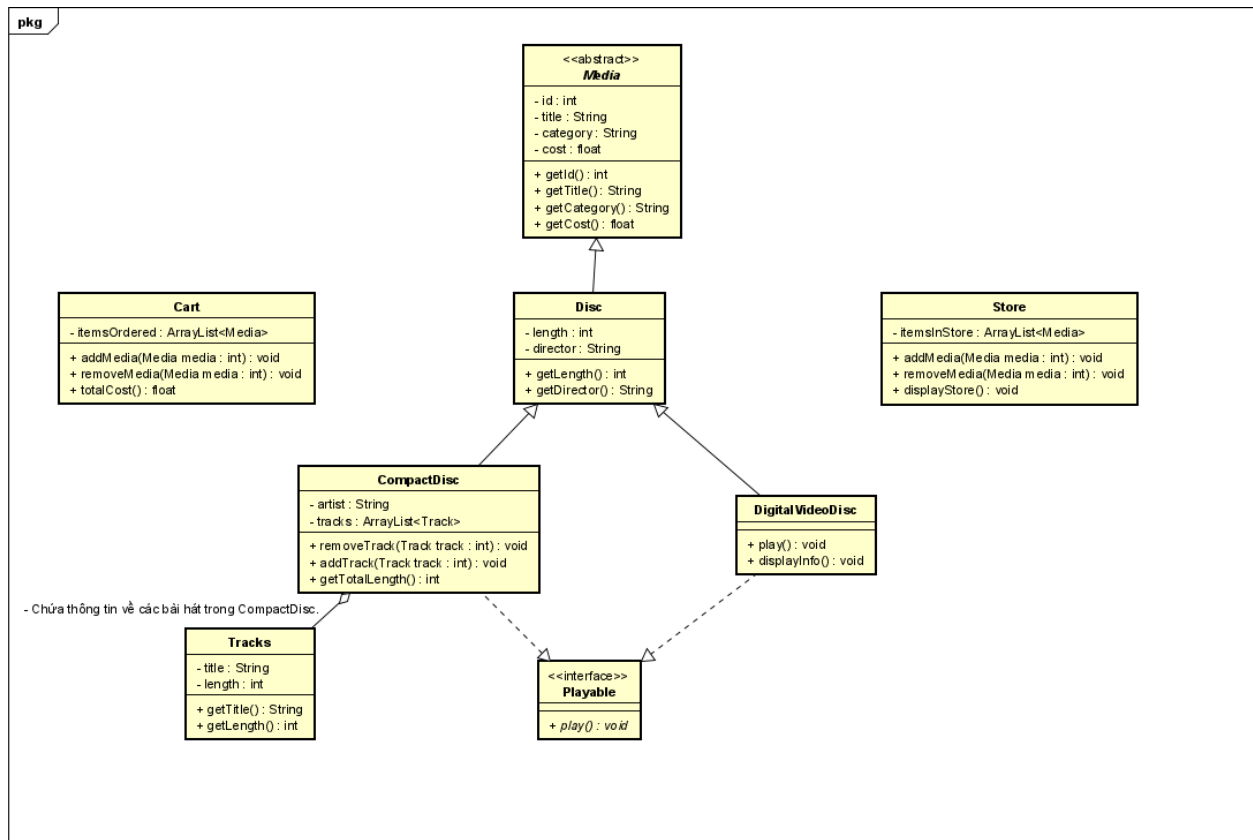 pkg
<<abstract>>
Media
- id : int
- title : String
- category : String
- cost : float
+ getId() : int
+ getTitle() : String
+ getCategory() : String
+ getCost() : float
Cart
- itemsOrdered : ArrayList<Media>
+ addMedia(Media media : int) : void
+ removeMedia(Media media : int) : void
+ totalCost() : float
Disc
- length : int
- director : String
+ getLength() : int
+ getDirector() : String
Store
- itemsInStore : ArrayList<Media>
+ addMedia(Media media : int) : void
+ removeMedia(Media media : int) : void
+ displayStore() : void
CompactDisc
- artist : String
- tracks : ArrayList<Track>
+ removeTrack(Track track : int) : void
+ addTrack(Track track : int) : void
+ getTotalLength() : int
DigitalVideoDisc
+ play() : void
+ displayInfo() : void
- Chứa thông tin về các bài hát trong CompactDisc.
Tracks
- title : String
- length : int
+ getTitle() : String
+ getLength() : int
<<interface>>
Playable
+ play() : void